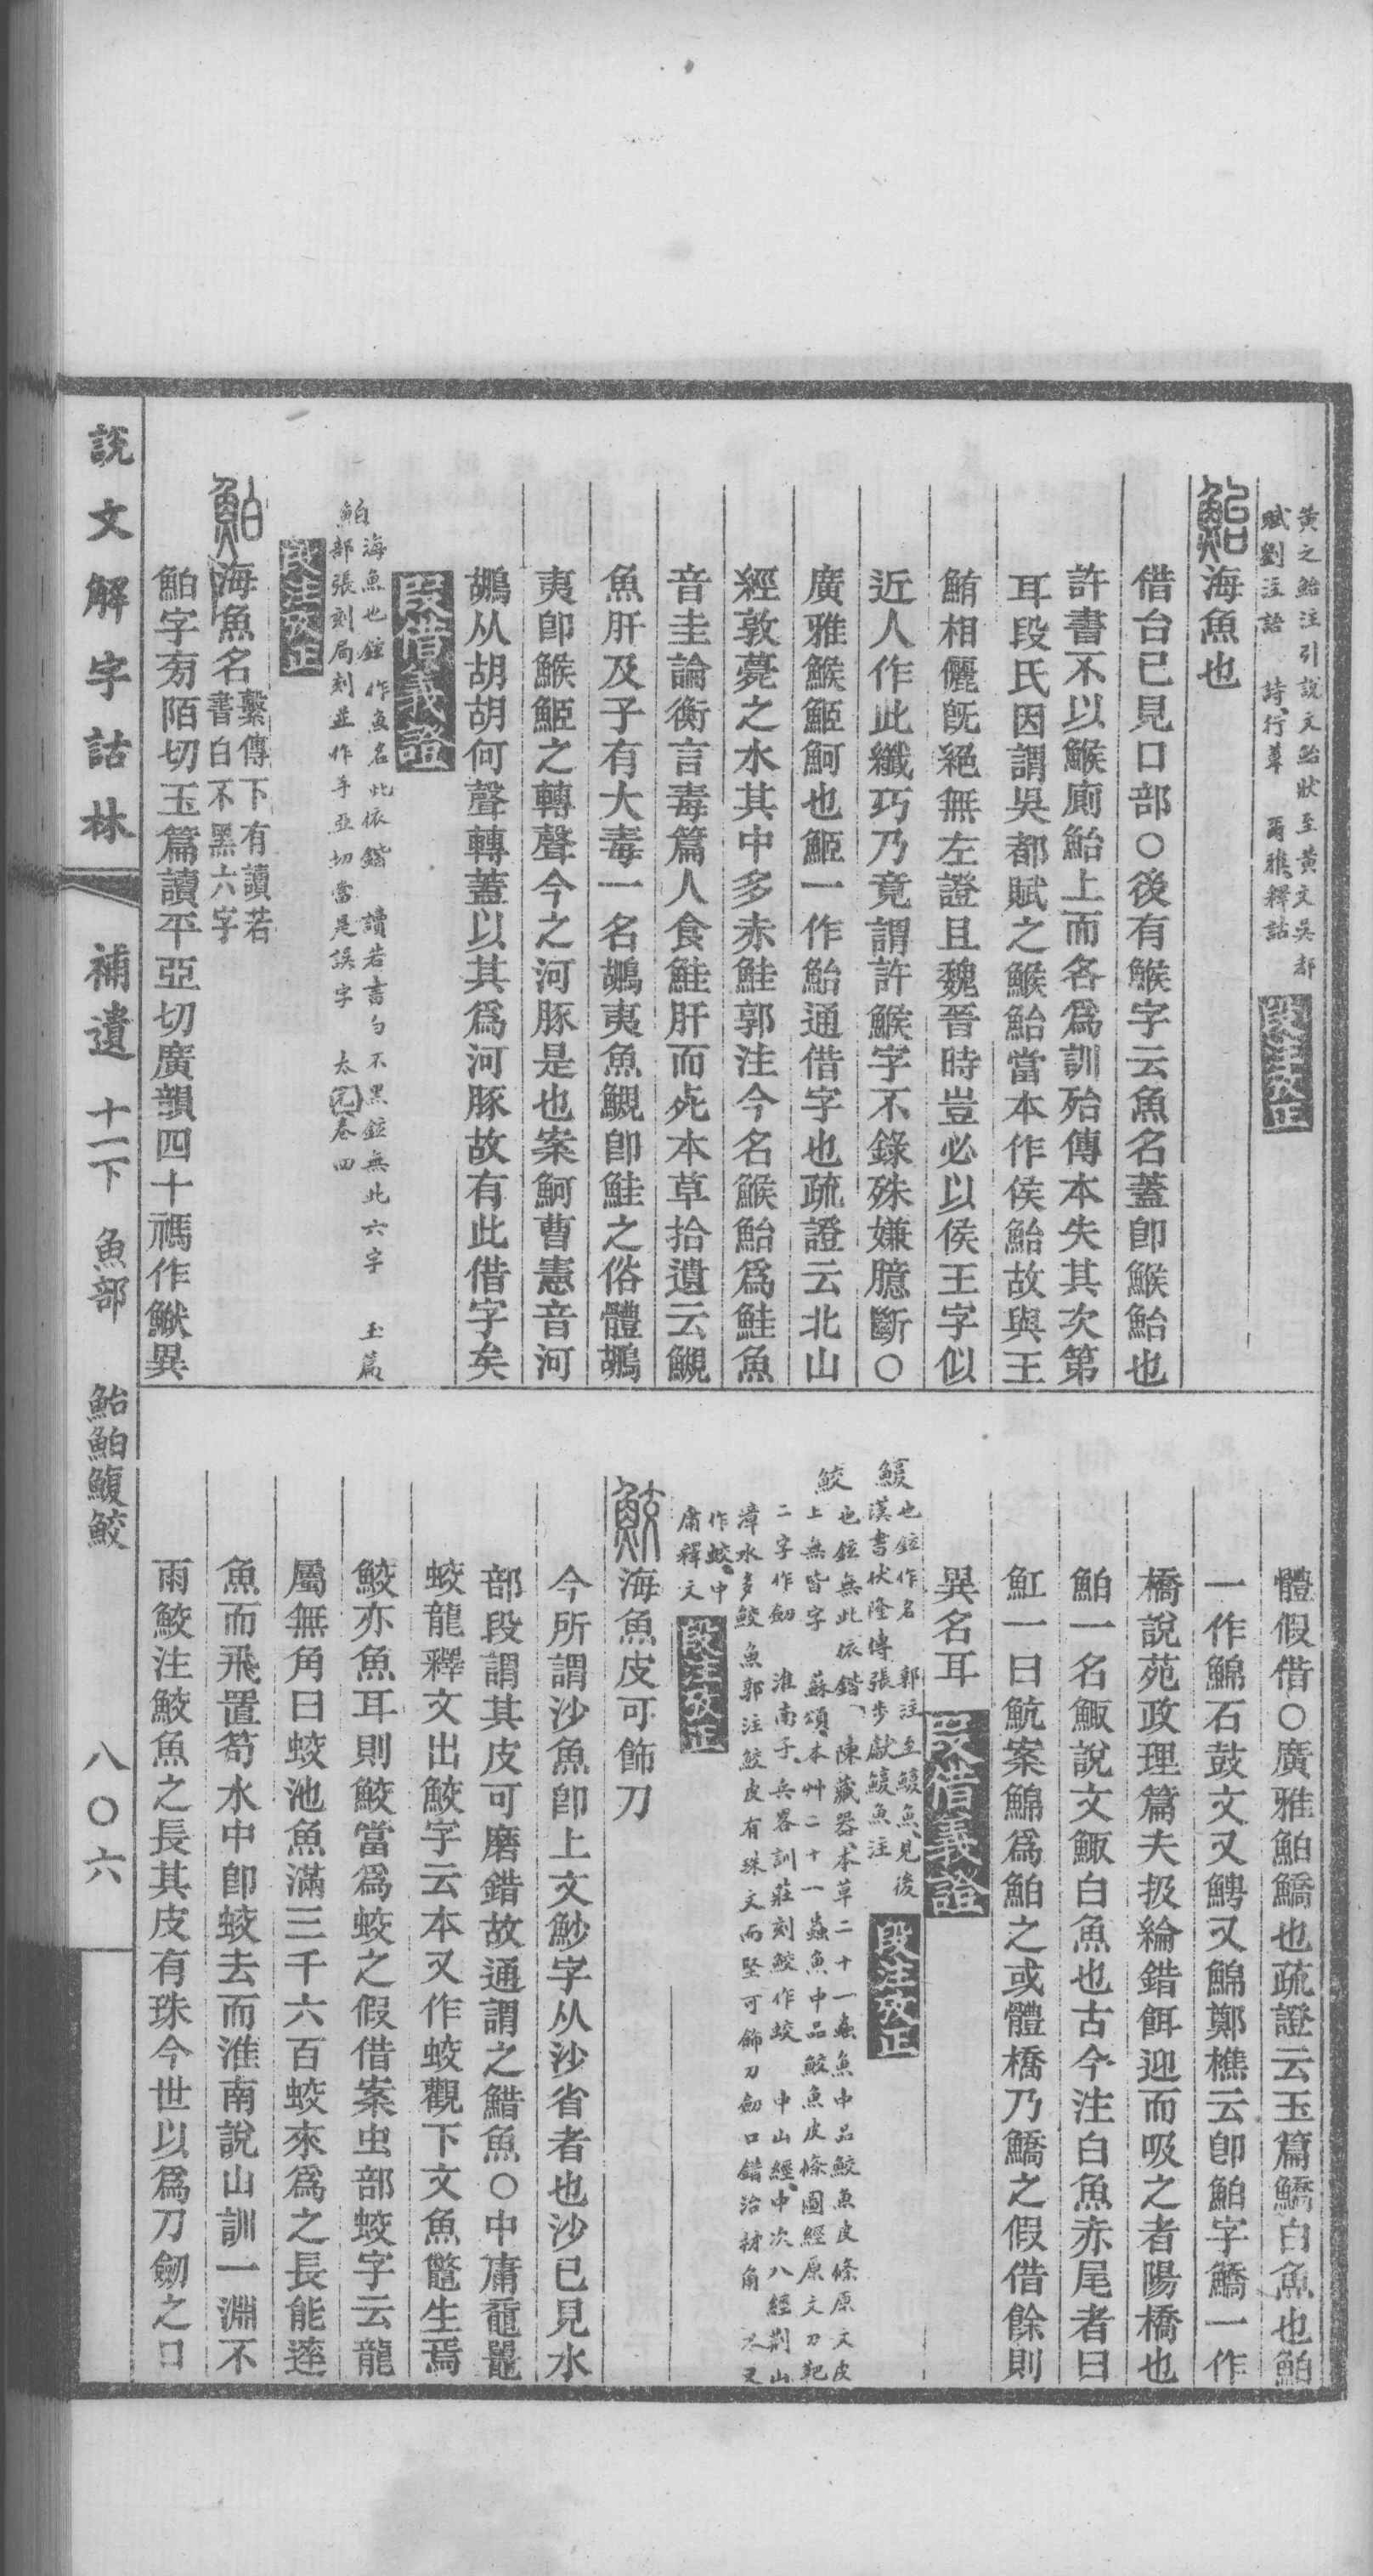 黃之鮐注引說文鮐狀至黃文吳都
賦劉注語　詩行葦　爾雅釋詁　段注攷正
鮐海魚也
借台已見口部○後有鯸字云魚名蓋卽鯸鮐也
許書不以鯸廁鮐上而各爲訓殆傳本失其次第
耳段氏因謂吳都賦之鯸鮐當本作侯鮐故與王
鮪相儷旣絕無左證且魏晉時豈必以侯王字似
近人作此纖巧乃竟謂許鯸字不錄殊嫌臆斷○
廣雅鯸䱌魺也䱌一作鮐通借字也疏證云北山
經敦薨之水其中多赤鮭郭注今名鯸鮐爲鮭魚
音圭論衡言毒篇人食鮭肝而死本草拾遺云鯢
魚肝及子有大毒一名鶘夷魚鯢卽鮭之俗體鶘
夷卽鯸䱌之轉聲今之河豚是也案魺曹憲音河
鶘从胡胡何聲轉蓋以其爲河豚故有此借字矣
段借義證
鮊
海魚也鉉作魚名此依鍇　讀若書白不黑鉉無此六字　玉篇
部張刻局刻並作乎亞切當是誤字　太玄卷四
段注攷正
鮊海魚名繫傳下有讀若
書白不黑六字
鮊字㫄陌切玉篇讀平亞切廣韻四十禡作鮲異
體假借○廣雅鮊鱎也疏證云玉篇鱎白魚也鮊
一作鯿石鼓文又鰟又鯿鄭樵云卽鮊字鱎一作
橋說苑政理篇夫扱綸錯餌迎而吸之者陽橋也
鮊一名鮍說文鮍白魚也古今注白魚赤尾者曰
魟一曰魧案鯿爲鮊之或體橋乃鱎之假借餘則
異名耳　段借義證
鰒
也鉉作名　郭注至鰒魚見後
漢書伏隆傳張步獻鰒魚注　段注攷正
鮫
也鉉無此依鍇　陳藏器本草二十一蟲魚中品鮫魚皮條原文皮
上無皆字　蘇頌本艸二十一蟲魚中品鮫魚皮條圖經原文刀靶
二字作劒　淮南子兵畧訓莊刻鮫作蛟　中山經中次八經荆山
漳水多鮫魚郭注鮫皮有珠文而堅可飾刀劒口錯治材角　又
作蛟中
庸釋文　段注攷正
鮫海魚皮可飾刀
今所謂沙魚卽上文魦字从沙省者也沙已見水
部段謂其皮可磨錯故通謂之䱜魚○中庸黿鼉
蛟龍釋文出鮫字云本又作蛟觀下文魚鼈生焉
鮫亦魚耳則鮫當爲蛟之假借案虫部蛟字云龍
屬無角曰蛟池魚滿三千六百蛟來爲之長能逹
魚而飛置笱水中卽蛟去而淮南說山訓一淵不
兩鮫注鮫魚之長其皮有珠今世以爲刀劒之口
說文解字詁林　補遺　十一下　魚部　鮐鮊鰒鮫　八○六